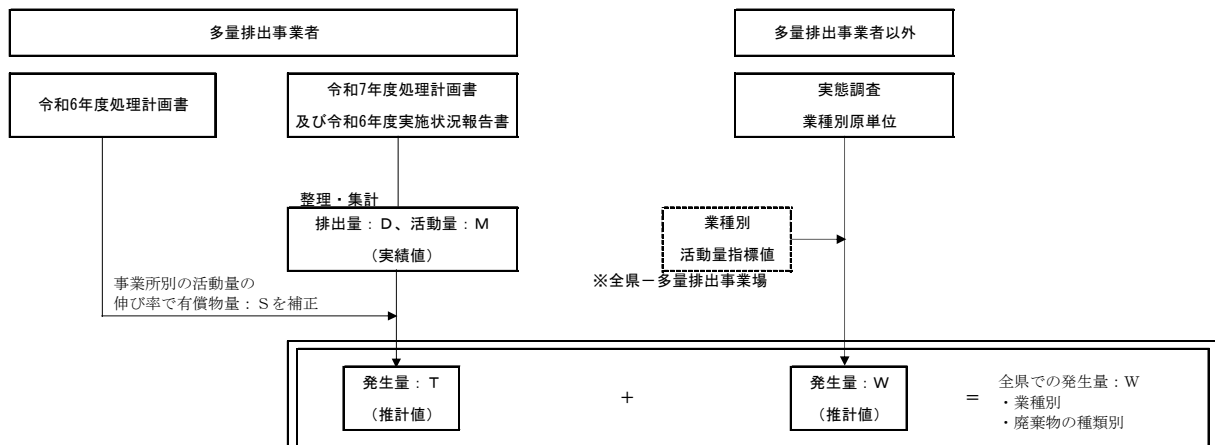 多量排出事業者
多量排出事業者以外
令和6年度処理計画書
令和7年度処理計画書
及び令和6年度実施状況報告書
実態調査
業種別原単位
整理・集計
排出量：D、活動量：M
（実績値）
業種別
活動量指標値
※全県－多量排出事業場
事業所別の活動量の
伸び率で有償物量：Sを補正
発生量：T
（推計値）
+
発生量：W
（推計値）
=
全県での発生量：W
・業種別
・廃棄物の種類別